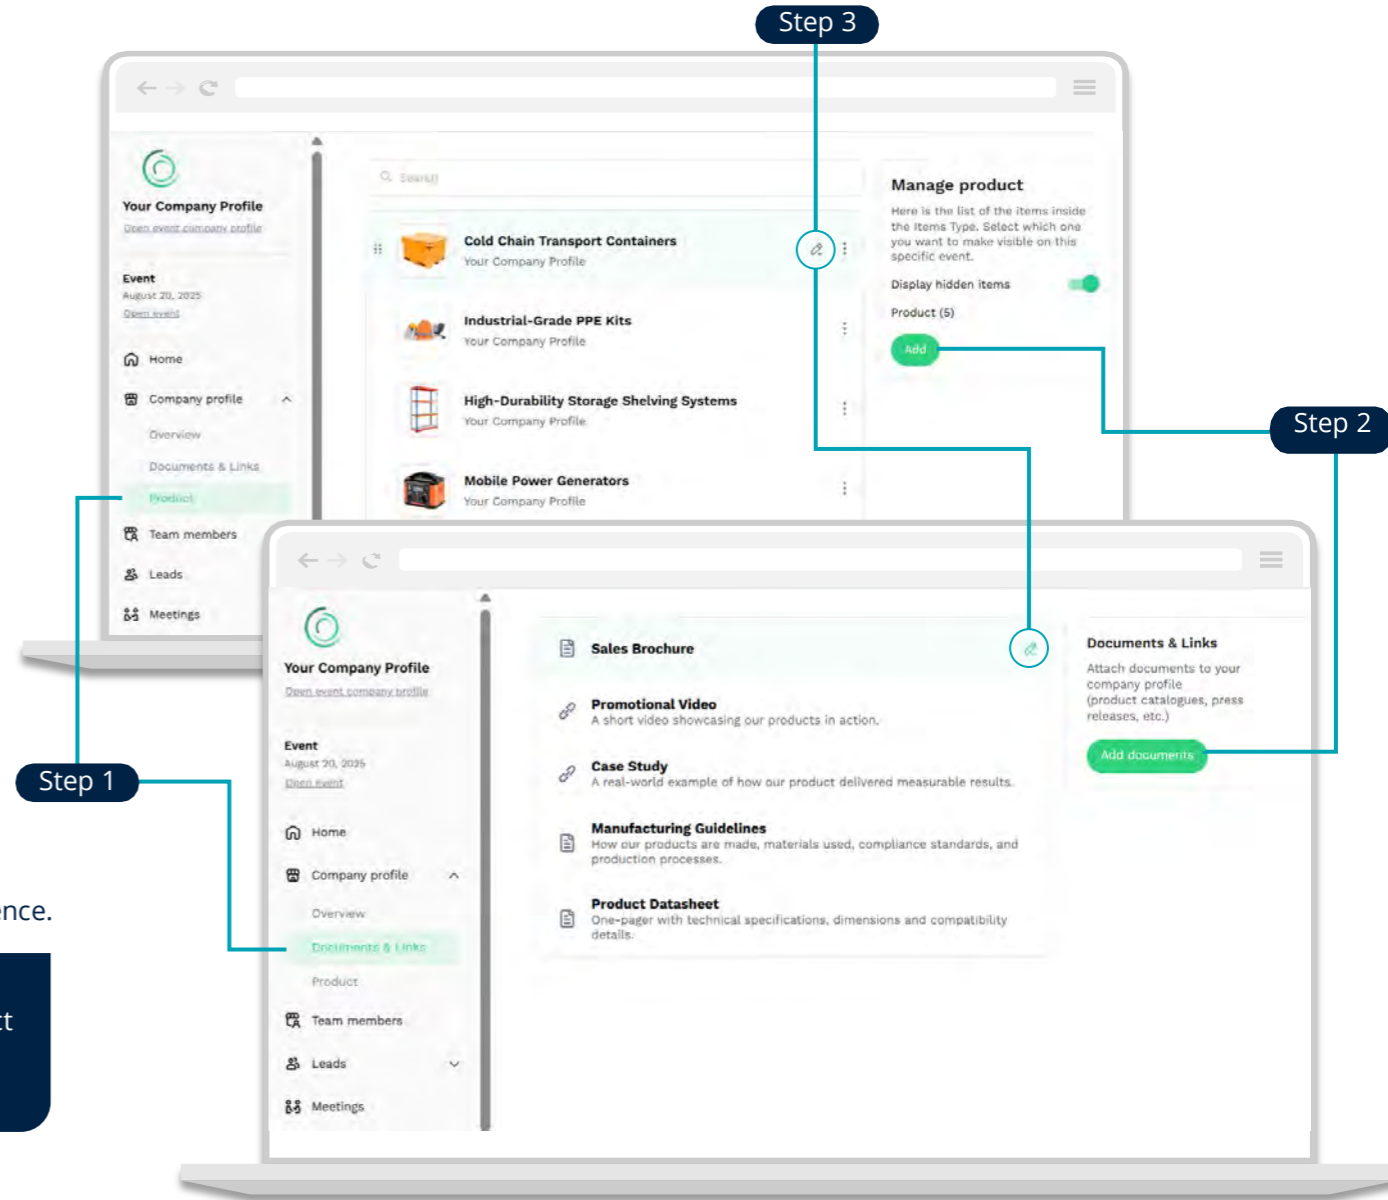 Step 3
Your Company Profile
Open event company profile
Event
August 20, 2025
Open event
Home
Company profile
Overview
Documents & Links
Product
Team members
Leads
Meetings
Search
Cold Chain Transport Containers
Your Company Profile
Industrial-Grade PPE Kits
Your Company Profile
High-Durability Storage Shelving Systems
Your Company Profile
Mobile Power Generators
Your Company Profile
Manage product
Here is the list of the items inside
the Items Type. Select which one
you want to make visible on this
specific event.
Display hidden items
Product (5)
Add
Step 2
Step 1
Your Company Profile
Open event company profile
Event
August 20, 2025
Open event
Home
Company profile
Overview
Documents & Links
Product
Team members
Leads
Meetings
Sales Brochure
Promotional Video
A short video showcasing our products in action.
Case Study
A real-world example of how our product delivered measurable results.
Manufacturing Guidelines
How our products are made, materials used, compliance standards, and
production processes.
Product Datasheet
One-pager with technical specifications, dimensions and compatibility
details.
Documents & Links
Attach documents to your
company profile
(product catalogues, press
releases, etc.)
Add documents
ence.
ct